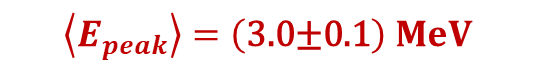 ⟨E_peak⟩ = (3.0±0.1) MeV